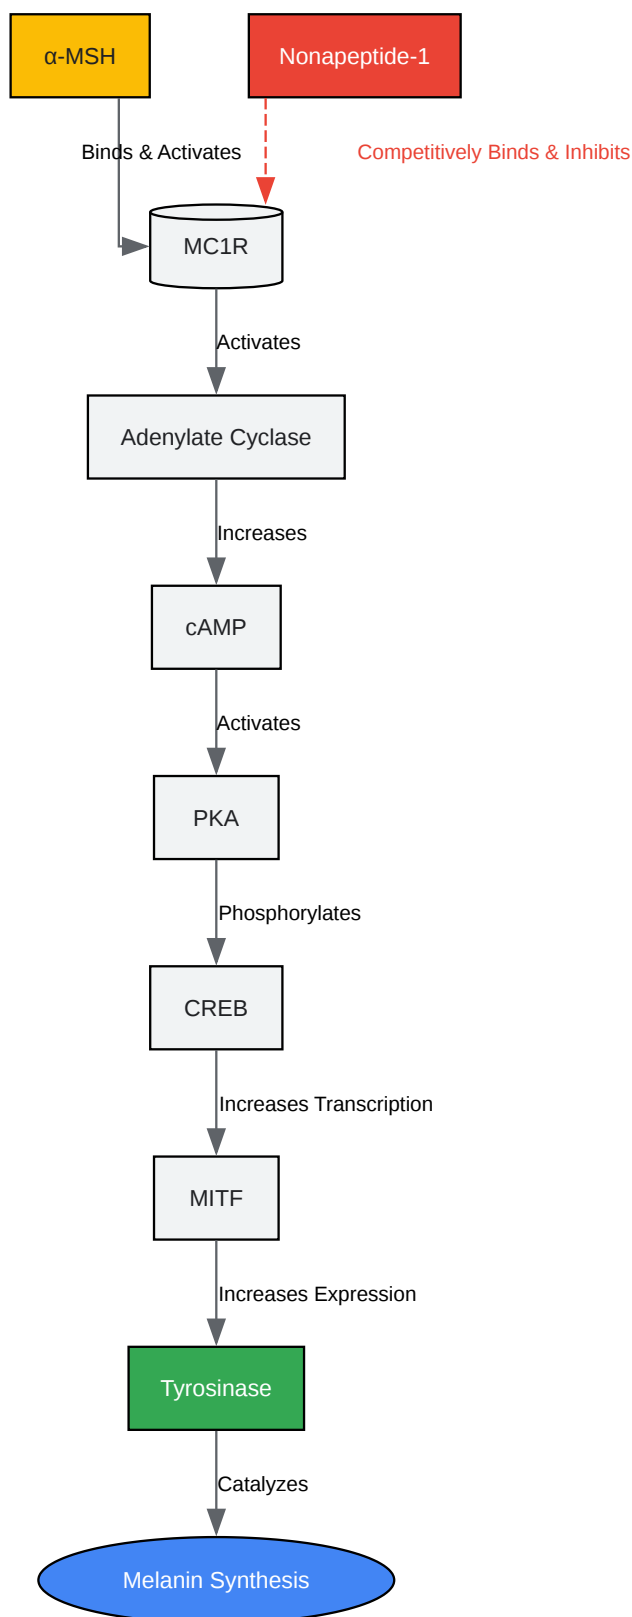 α-MSH
Nonapeptide-1
Binds & Activates
Competitively Binds & Inhibits
MC1R
Activates
Adenylate Cyclase
Increases
cAMP
Activates
PKA
Phosphorylates
CREB
Increases Transcription
MITF
Increases Expression
Tyrosinase
Catalyzes
Melanin Synthesis